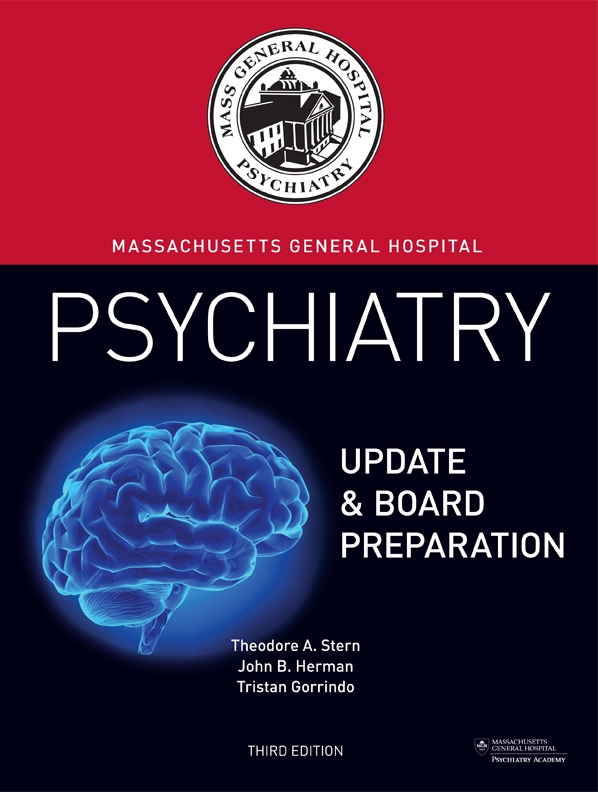 MASS GENERAL HOSPITAL
PSYCHIATRY
MASSACHUSETTS GENERAL HOSPITAL
PSYCHIATRY
UPDATE
& BOARD
PREPARATION
Theodore A. Stern
John B. Herman
Tristan Gorrindo
THIRD EDITION
MGH
MASSACHUSETTS
GENERAL HOSPITAL
PSYCHIATRY ACADEMY